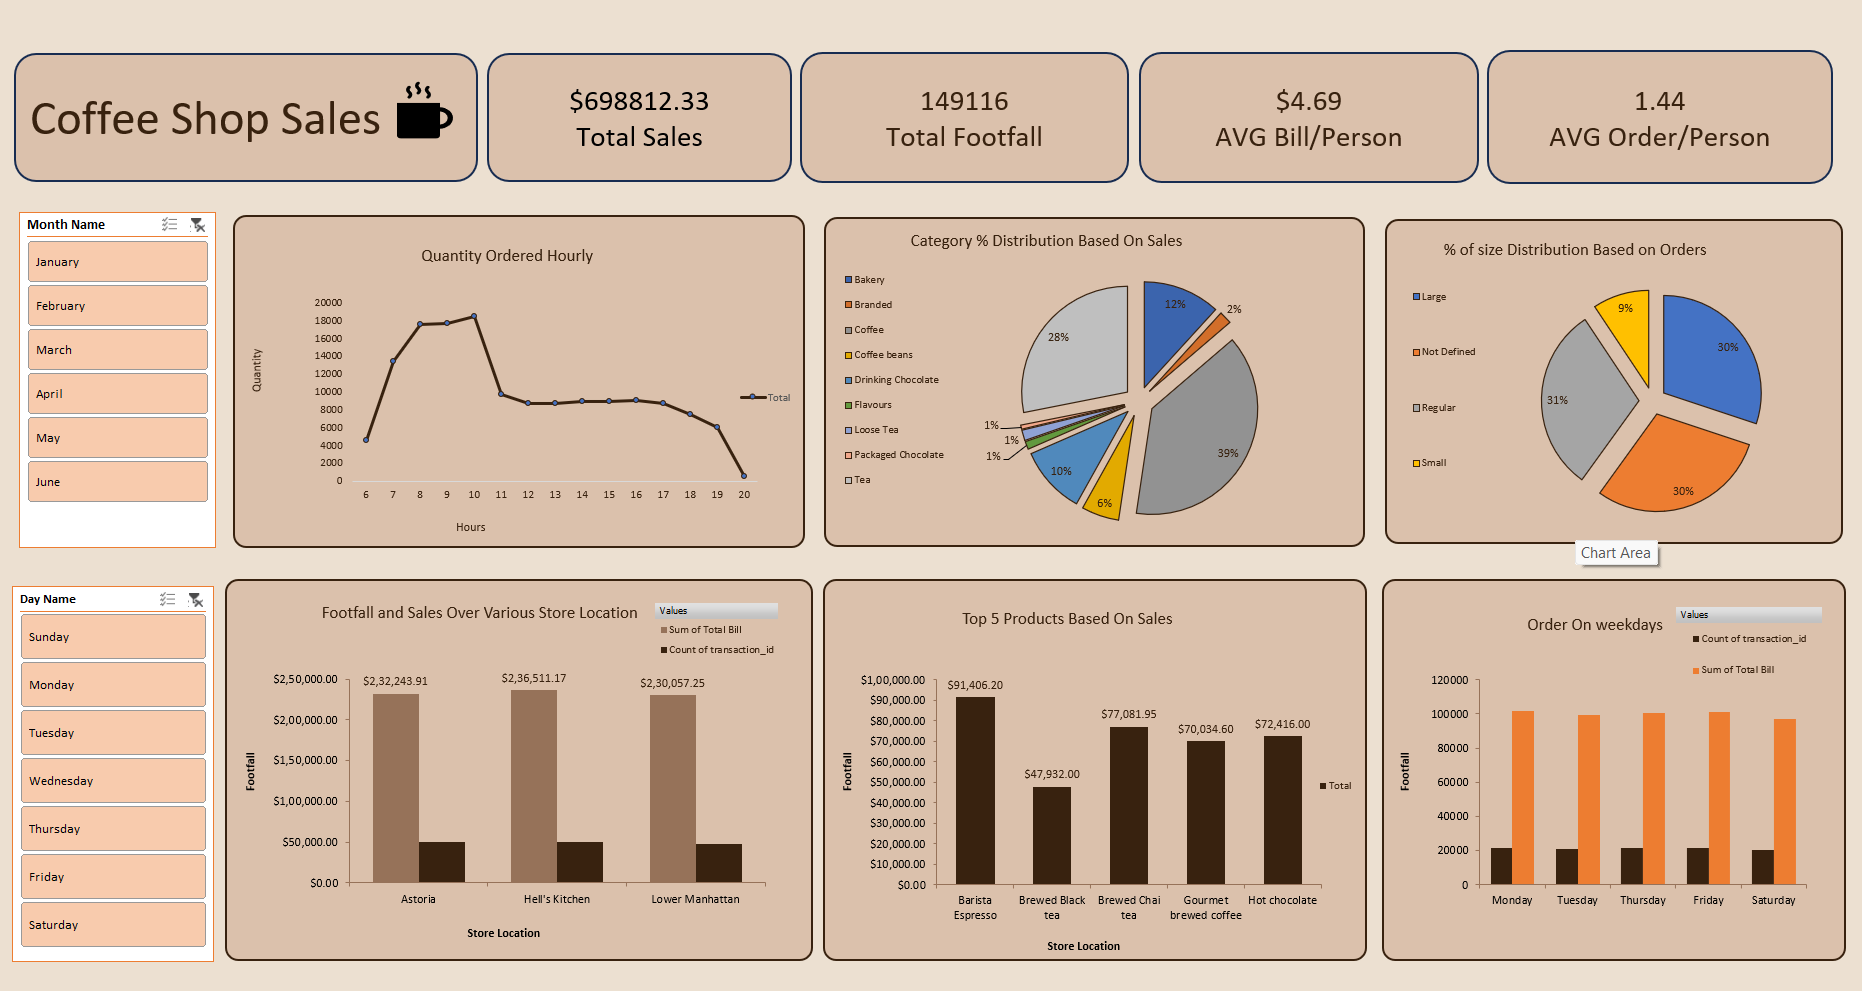 Coffee Shop Sales
$698812.33
Total Sales
149116
Total Footfall
$4.69
AVG Bill/Person
1.44
AVG Order/Person
Month Name
January
February
March
April
May
June
Quantity Ordered Hourly
Quantity
20000
18000
16000
14000
12000
10000
8000
6000
4000
2000
0
6 7 8 9 10 11 12 13 14 15 16 17 18 19 20
Hours
Total
Category % Distribution Based On Sales
Bakery
Branded
Coffee
Coffee beans
Drinking Chocolate
Flavours
Loose Tea
Packaged Chocolate
Tea
12%
2%
39%
6%
10%
1%
1%
1%
28%
% of size Distribution Based on Orders
Large
Not Defined
Regular
Small
30%
30%
31%
9%
Chart Area
Day Name
Sunday
Monday
Tuesday
Wednesday
Thursday
Friday
Saturday
Footfall and Sales Over Various Store Location
Values
Sum of Total Bill
Count of transaction_id
Footfall
$2,50,000.00
$2,00,000.00
$1,50,000.00
$1,00,000.00
$50,000.00
$0.00
$2,32,243.91
$2,36,511.17
$2,30,057.25
Astoria
Hell's Kitchen
Lower Manhattan
Store Location
Top 5 Products Based On Sales
Footfall
$1,00,000.00
$90,000.00
$80,000.00
$70,000.00
$60,000.00
$50,000.00
$40,000.00
$30,000.00
$20,000.00
$10,000.00
$0.00
$91,406.20
$47,932.00
$77,081.95
$70,034.60
$72,416.00
Barista
Espresso
Brewed Black
tea
Brewed Chai
tea
Gourmet
brewed coffee
Hot chocolate
Store Location
Total
Order On weekdays
Values
Count of transaction_id
Sum of Total Bill
Footfall
120000
100000
80000
60000
40000
20000
0
Monday
Tuesday
Thursday
Friday
Saturday